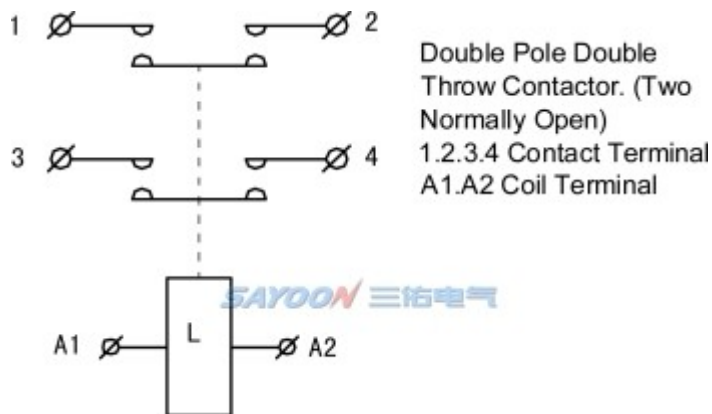 1
2
Double Pole Double
Throw Contactor. (Two
Normally Open)
1.2.3.4 Contact Terminal
A1.A2 Coil Terminal
3
4
SAYOON 三佑电气
L
A1
A2